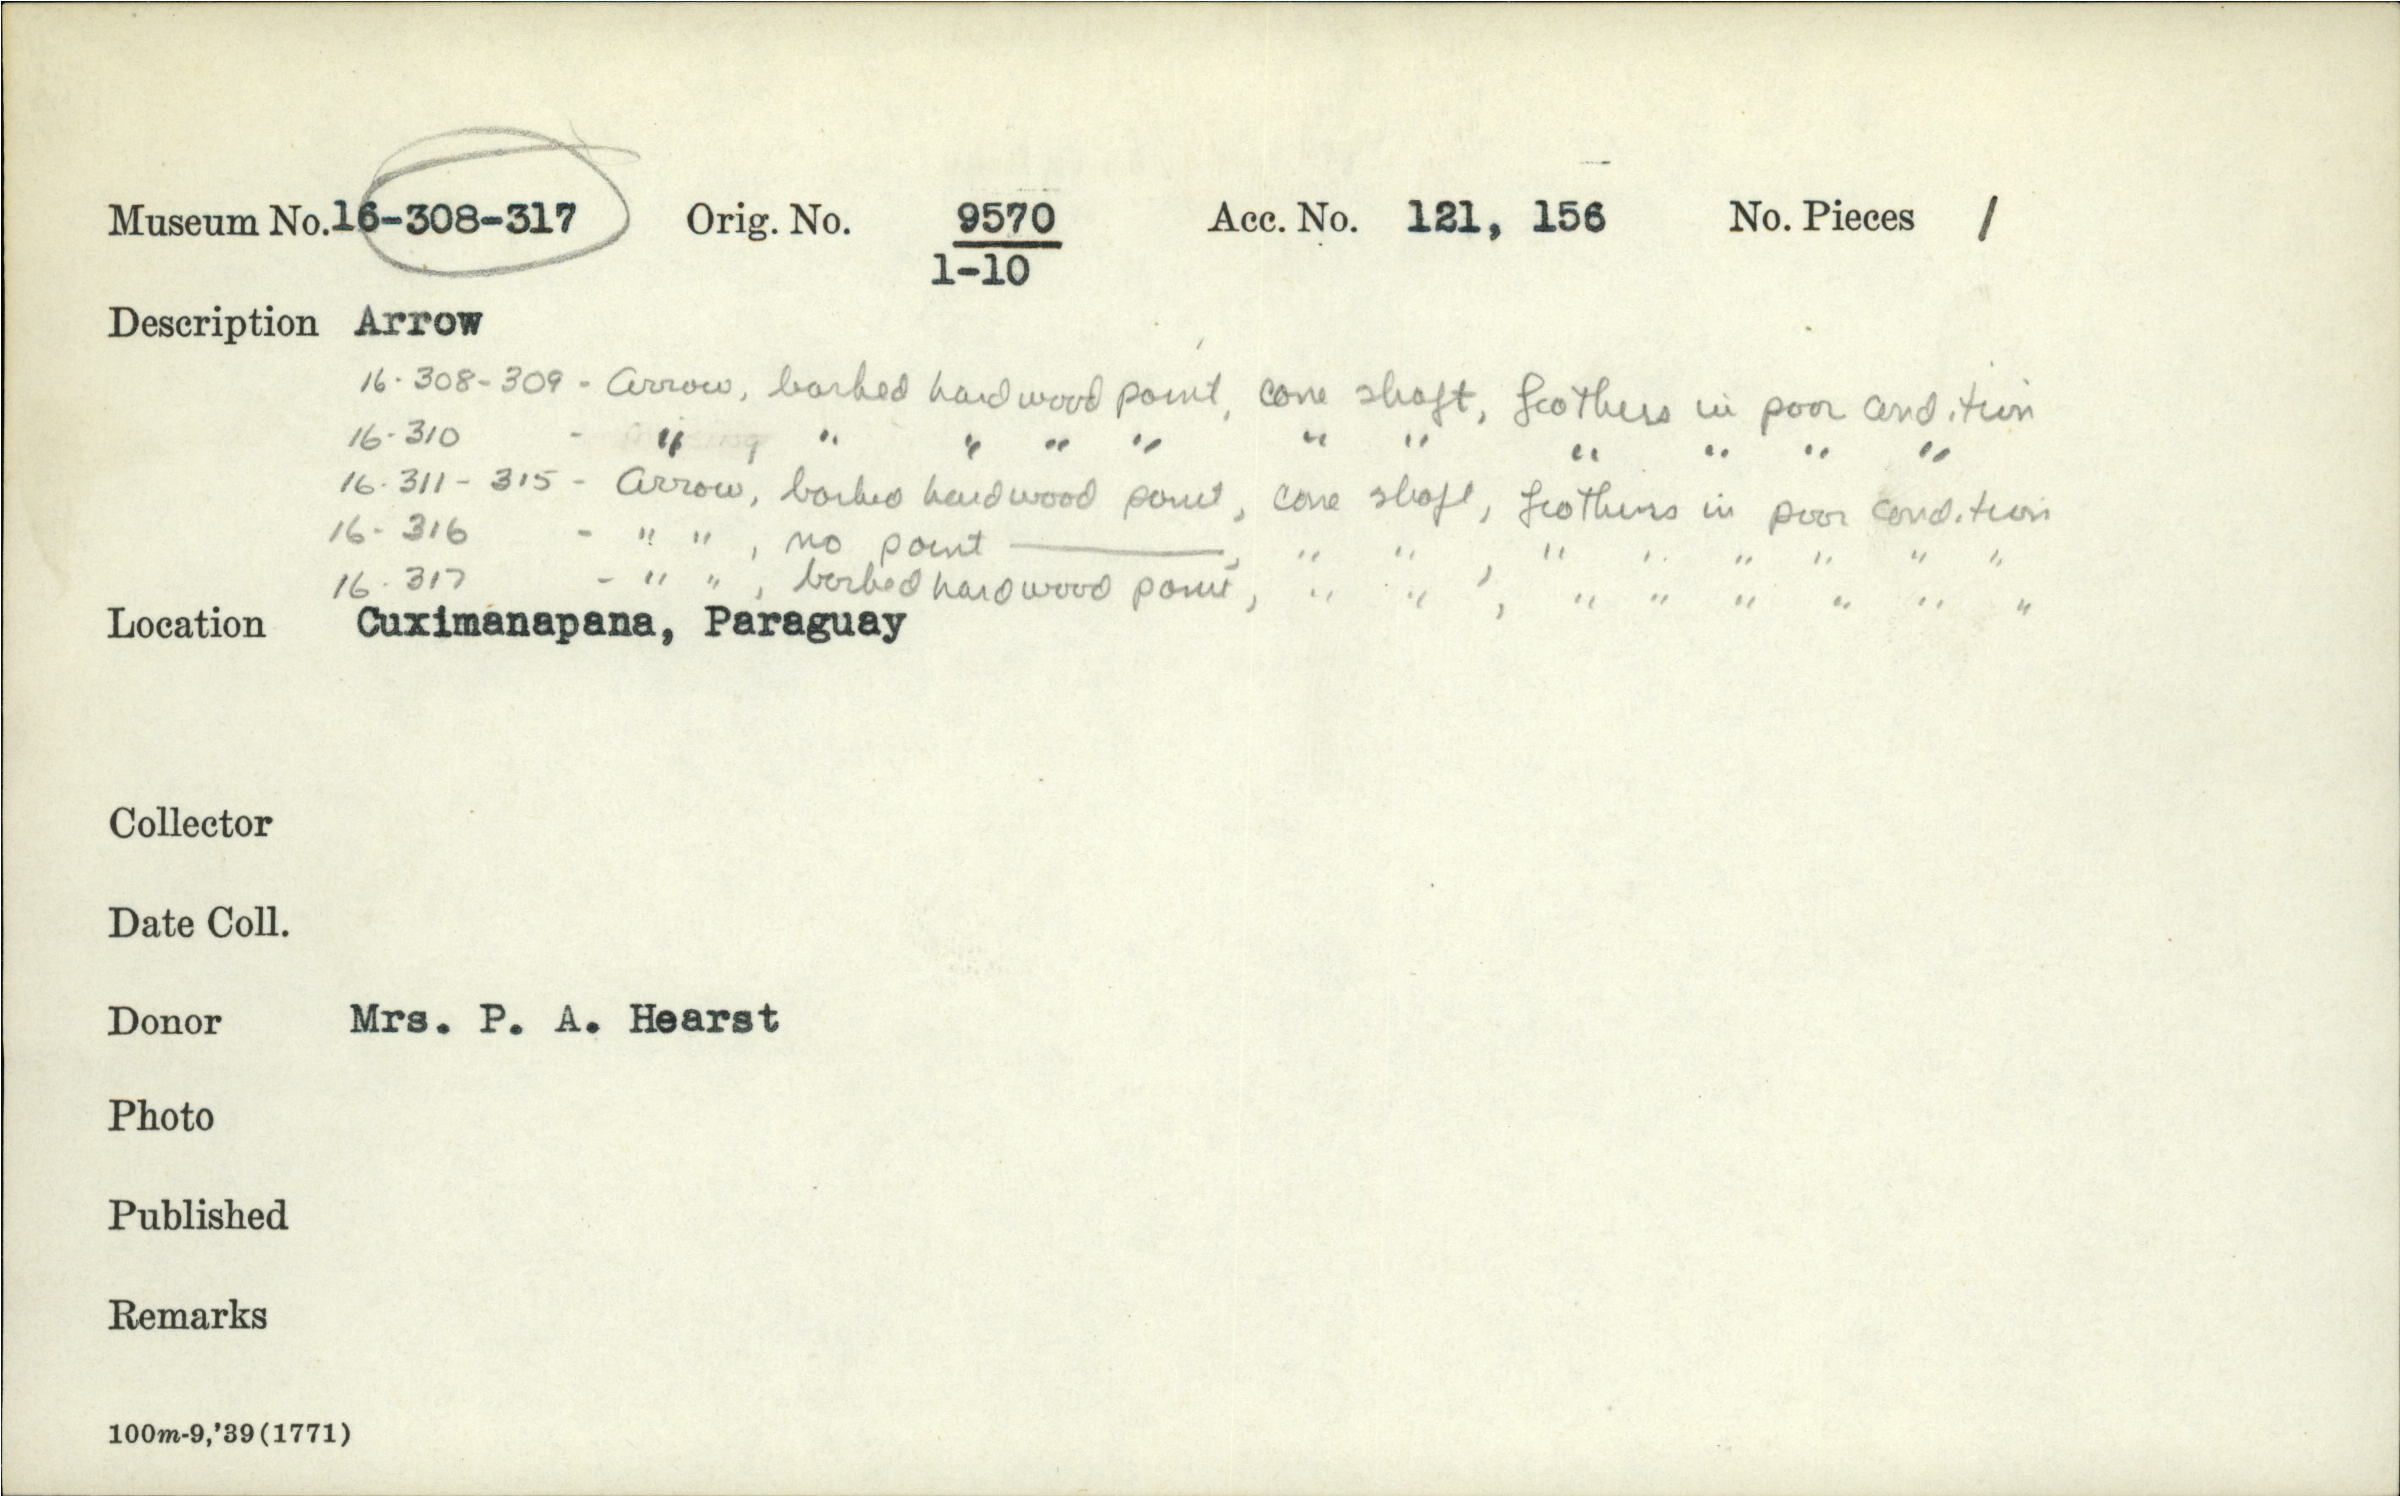 Museum No. 16-308-317 Orig. No. 9570 Acc. No. 121, 156 No. Pieces /
1-10
Description Arrow
16-308-309 - Arrow, barbed hardwood point, cane shaft, feathers in poor condition
16-310 - " " " " " " " " " " "
16-311-315 - Arrow, barbed hardwood point, cane shaft, feathers in poor condition
16-316 - " " , no point ———, " " , " " " " " "
16-317 - " " , barbed hardwood point, " " , " " " " " "
Location Cuximanapana, Paraguay
Collector
Date Coll.
Donor Mrs. P. A. Hearst
Photo
Published
Remarks
100m-9,'39(1771)